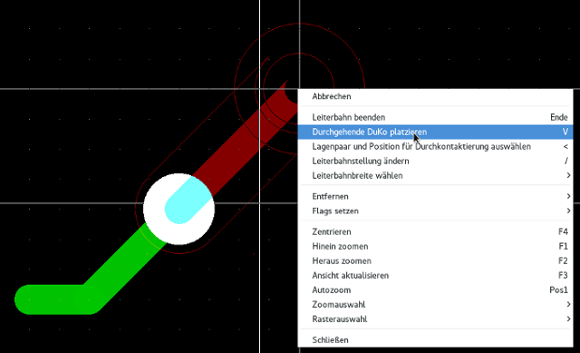 Abbrechen
Leiterbahn beenden Ende
Durchgehende DuKo platzieren V
Lagenpaar und Position für Durchkontaktierung auswählen <
Leiterbahnstellung ändern /
Leiterbahnbreite wählen >
Entfernen >
Flags setzen >
Zentrieren F4
Hinein zoomen F1
Heraus zoomen F2
Ansicht aktualisieren F3
Autozoom Pos1
Zoomauswahl >
Rasterauswahl >
Schließen